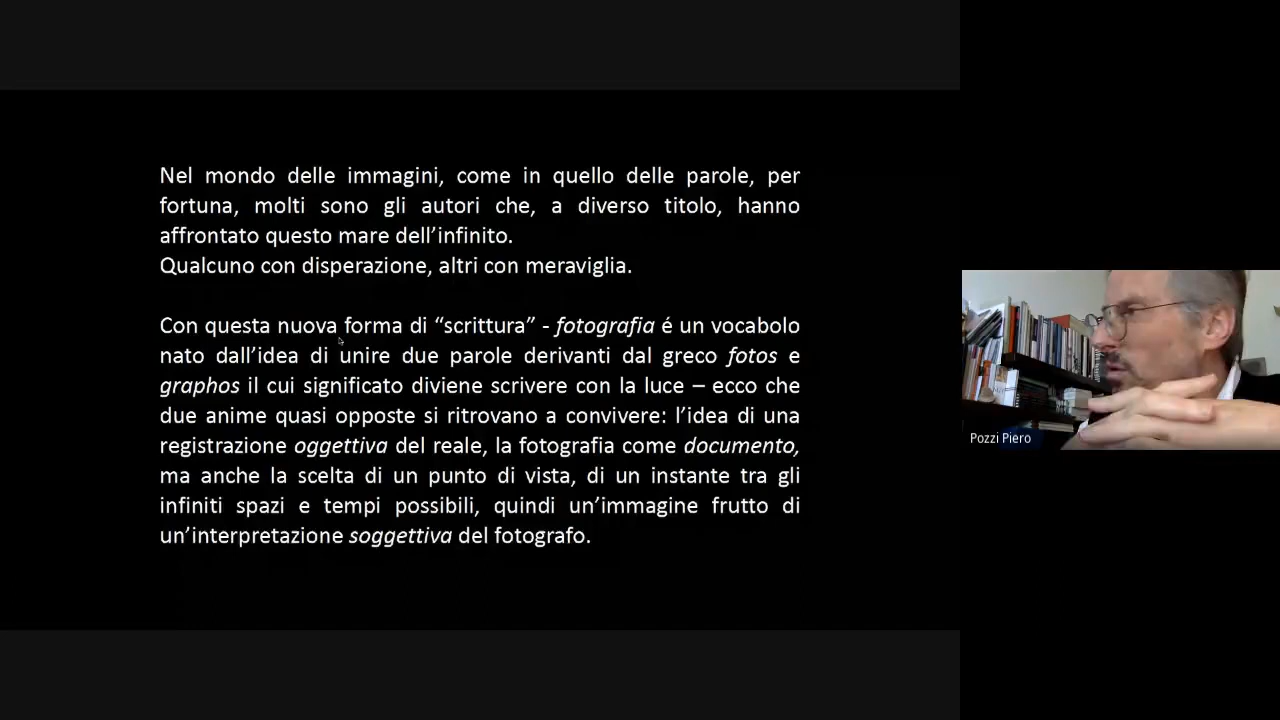 Nel mondo delle immagini, come in quello delle parole, per
fortuna, molti sono gli autori che, a diverso titolo, hanno
affrontato questo mare dell’infinito.
Qualcuno con disperazione, altri con meraviglia.
Con questa nuova forma di “scrittura” - fotografia é un vocabolo
nato dall’idea di unire due parole derivanti dal greco fotos e
graphos il cui significato diviene scrivere con la luce – ecco che
due anime quasi opposte si ritrovano a convivere: l’idea di una
registrazione oggettiva del reale, la fotografia come documento,
ma anche la scelta di un punto di vista, di un instante tra gli
infiniti spazi e tempi possibili, quindi un’immagine frutto di
un’interpretazione soggettiva del fotografo.
Pozzi Piero